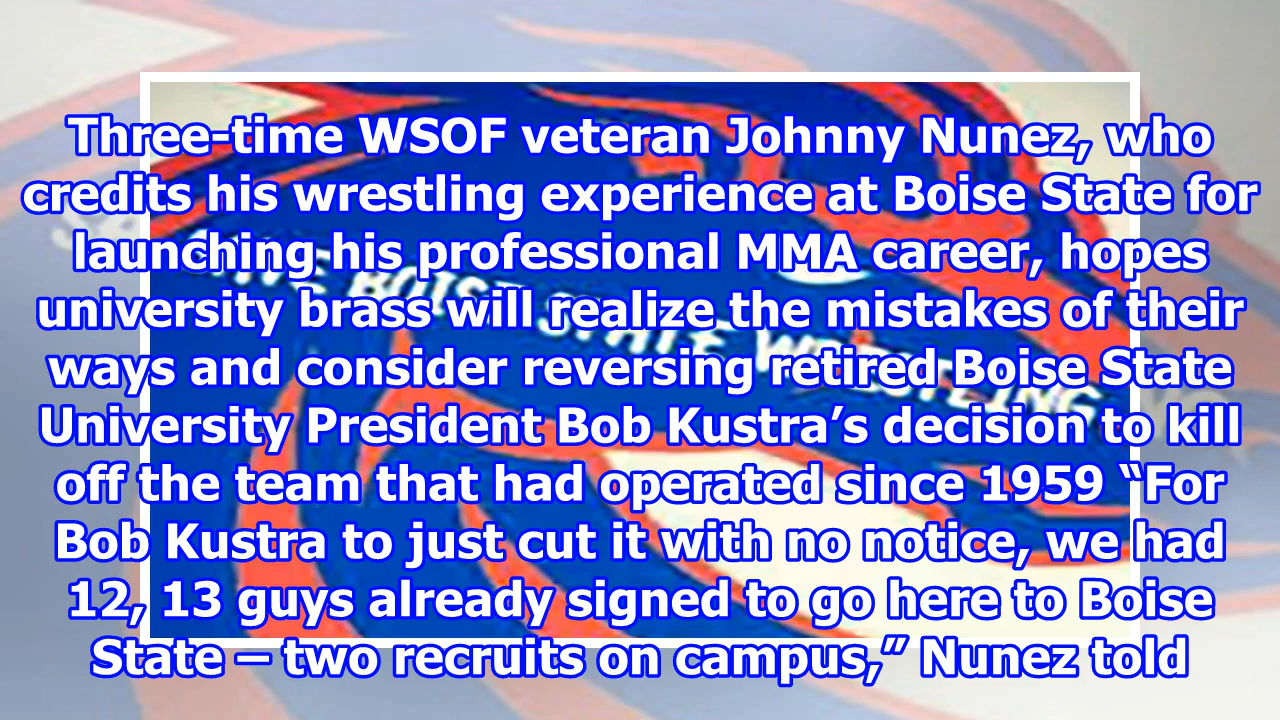 Three-time WSOF veteran Johnny Nunez, who
credits his wrestling experience at Boise State for
launching his professional MMA career, hopes
university brass will realize the mistakes of their
ways and consider reversing retired Boise State
University President Bob Kustra’s decision to kill
off the team that had operated since 1959 “For
Bob Kustra to just cut it with no notice, we had
12, 13 guys already signed to go here to Boise
State – two recruits on campus,” Nunez told
BOISE STATE WRESTLING